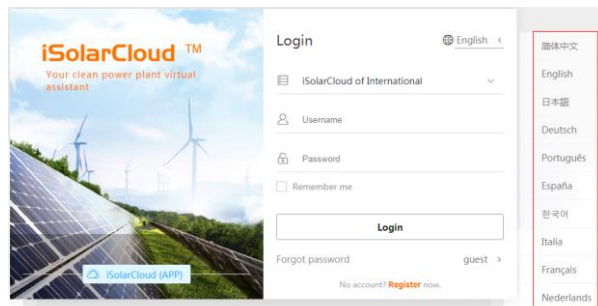 iSolarCloud TM
Your clean power plant virtual
assistant
iSolarCloud (APP)
Login
English
iSolarCloud of International
Username
Password
Remember me
Login
Forgot password
guest
No account? Register now.
简体中文
English
日本語
Deutsch
Português
España
한국어
Italia
Français
Nederlands